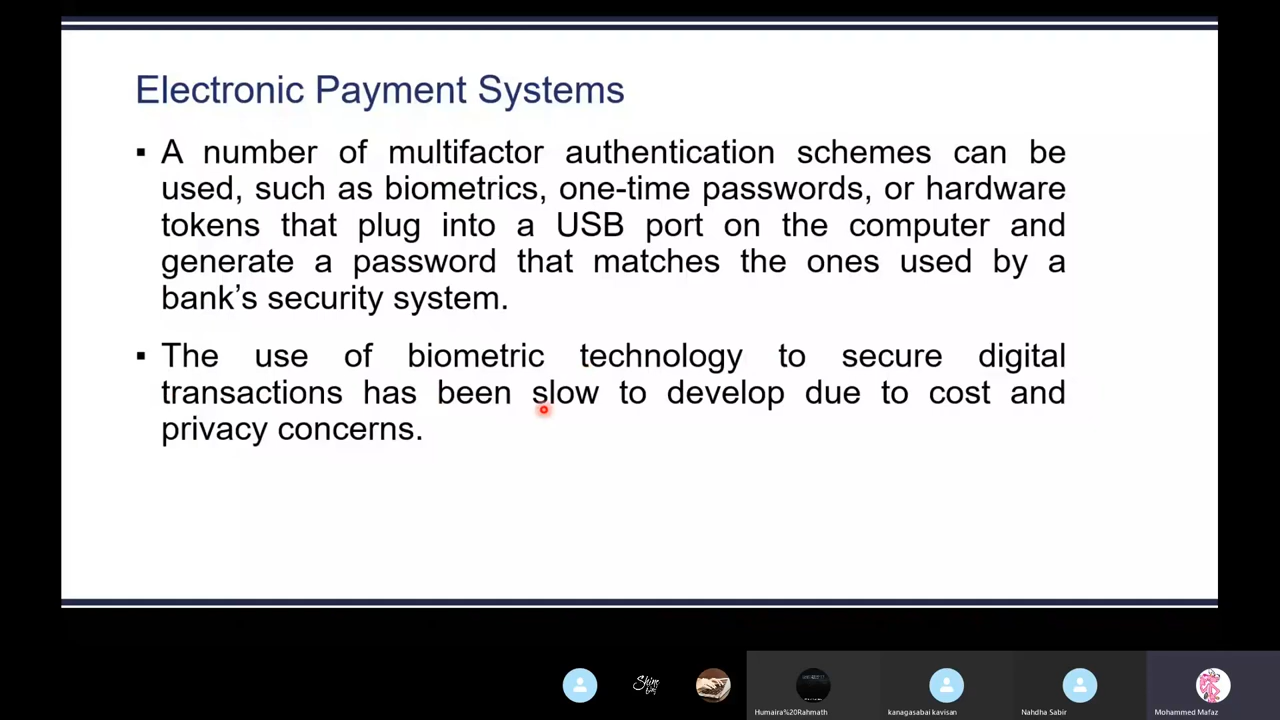 Electronic Payment Systems
▪ A number of multifactor authentication schemes can be
used, such as biometrics, one-time passwords, or hardware
tokens that plug into a USB port on the computer and
generate a password that matches the ones used by a
bank’s security system.
▪ The use of biometric technology to secure digital
transactions has been slow to develop due to cost and
privacy concerns.
Humaira%20Rahmath
kanagasabai kavisan
Nahdha Sabir
Mohammed Mafaz